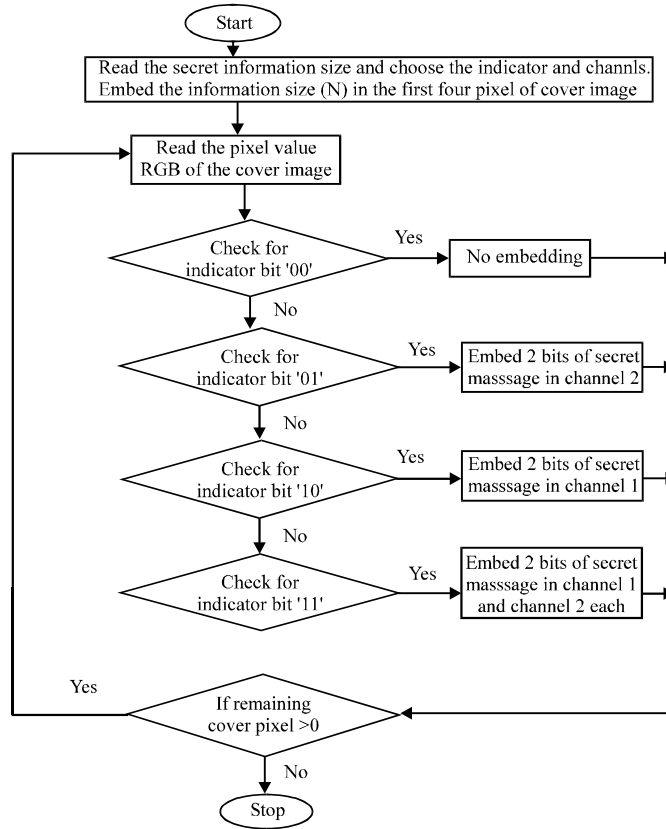 Start
Read the secret information size and choose the indicator and channls.
Embed the information size (N) in the first four pixel of cover image
Read the pixel value
RGB of the cover image
Check for
indicator bit '00'
Yes
No embedding
No
Check for
indicator bit '01'
Yes
Embed 2 bits of secret
masssage in channel 2
No
Check for
indicator bit '10'
Yes
Embed 2 bits of secret
masssage in channel 1
No
Check for
indicator bit '11'
Yes
Embed 2 bits of secret
masssage in channel 1
and channel 2 each
Yes
If remaining
cover pixel >0
No
Stop